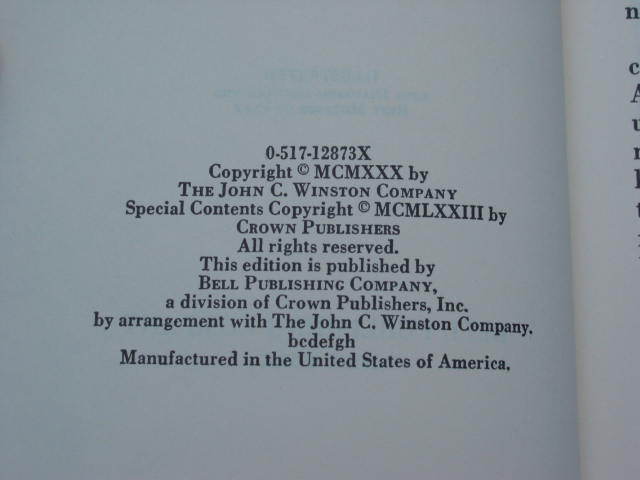 0-517-12873X
Copyright © MCMXXX by
THE JOHN C. WINSTON COMPANY
Special Contents Copyright © MCMLXXIII by
CROWN PUBLISHERS
All rights reserved.
This edition is published by
BELL PUBLISHING COMPANY,
a division of Crown Publishers, Inc.
by arrangement with The John C. Winston Company.
bcdefgh
Manufactured in the United States of America.